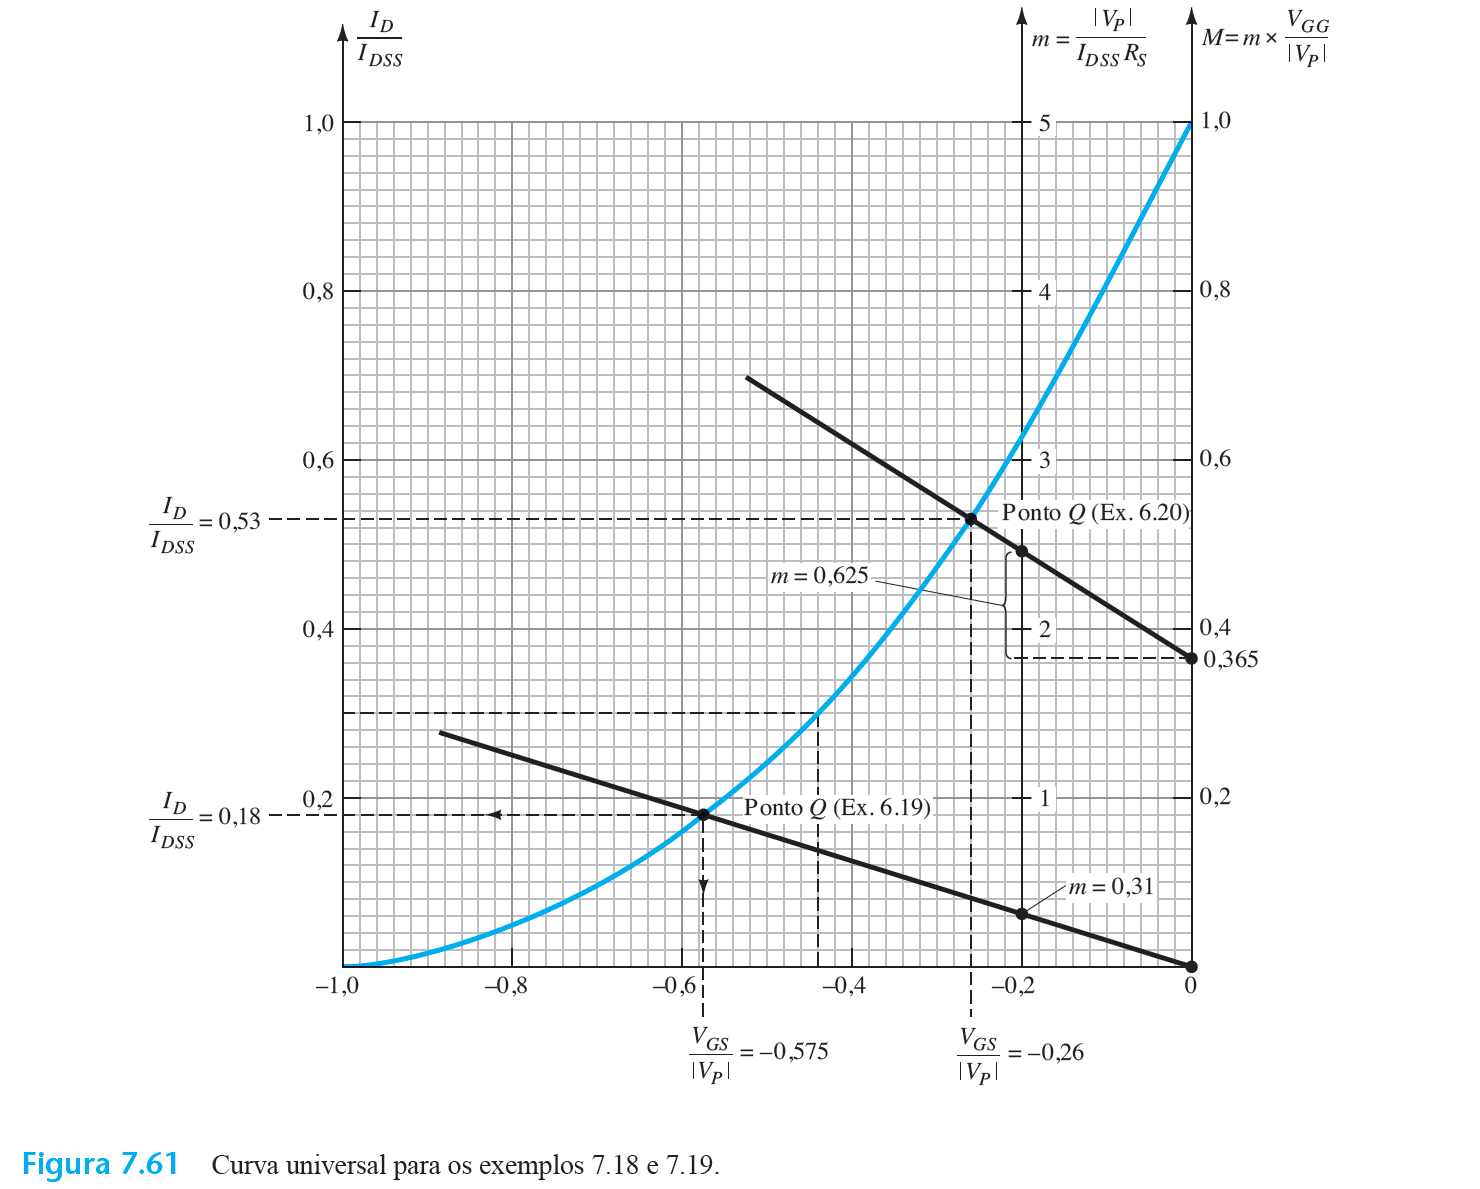 I_D / I_DSS
m = |V_P| / I_DSS R_S
M = m × V_GG / |V_P|
1,0
5
1,0
0,8
4
0,8
0,6
3
0,6
I_D / I_DSS = 0,53
Ponto Q (Ex. 6.20)
m = 0,625
0,4
2
0,4
0,365
I_D / I_DSS = 0,18
0,2
Ponto Q (Ex. 6.19)
1
0,2
m = 0,31
–1,0
–0,8
–0,6
–0,4
–0,2
0
V_GS / |V_P| = –0,575
V_GS / |V_P| = –0,26
Figura 7.61 Curva universal para os exemplos 7.18 e 7.19.